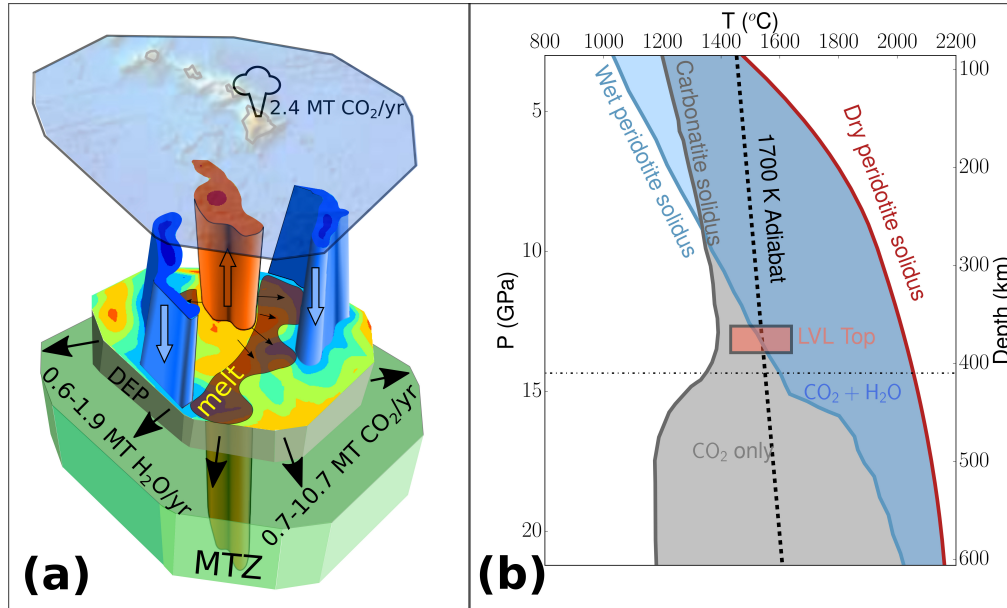 2.4 MT CO₂/yr
melt
DEP
0.6-1.9 MT H₂O/yr
0.7-10.7 MT CO₂/yr
MTZ
(a)
T (°C)
800 1000 1200 1400 1600 1800 2000 2200
P (GPa)
5
10
15
20
Depth (km)
100
200
300
400
500
600
Wet peridotite solidus
Carbonatite solidus
1700 K Adiabat
Dry peridotite solidus
LVL Top
CO₂ + H₂O
CO₂ only
(b)